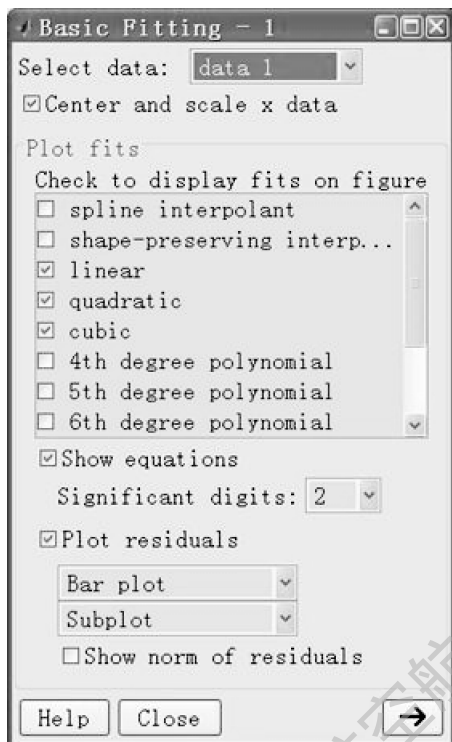 Basic Fitting - 1
Select data: data 1
Center and scale x data
Plot fits
Check to display fits on figure
spline interpolant
shape-preserving interp...
linear
quadratic
cubic
4th degree polynomial
5th degree polynomial
6th degree polynomial
Show equations
Significant digits: 2
Plot residuals
Bar plot
Subplot
Show norm of residuals
Help Close →